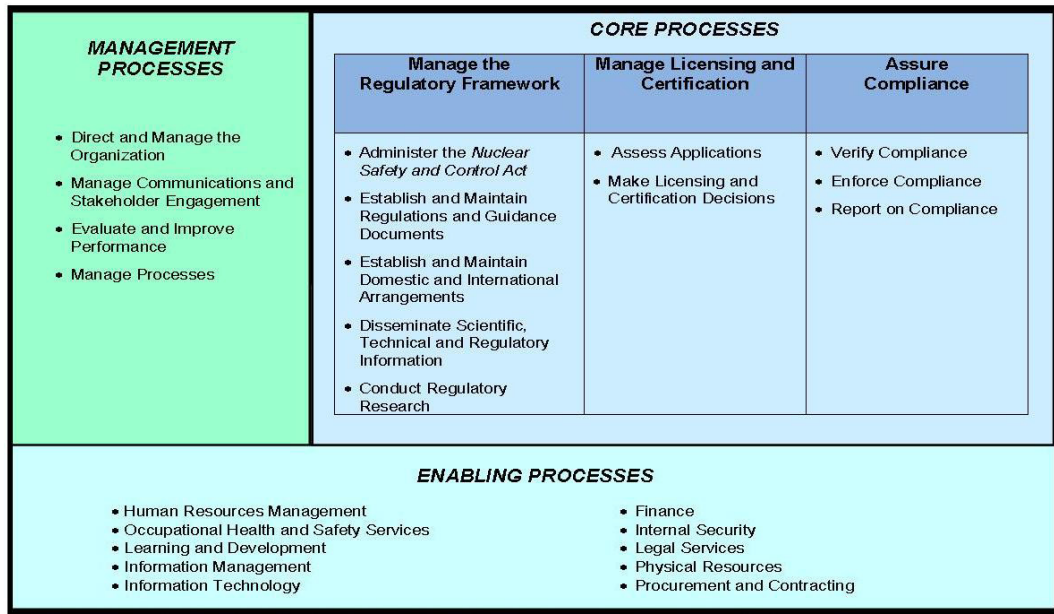 MANAGEMENT
PROCESSES
• Direct and Manage the
Organization
• Manage Communications and
Stakeholder Engagement
• Evaluate and Improve
Performance
• Manage Processes
CORE PROCESSES
Manage the
Regulatory Framework
• Administer the Nuclear
Safety and Control Act
• Establish and Maintain
Regulations and Guidance
Documents
• Establish and Maintain
Domestic and International
Arrangements
• Disseminate Scientific,
Technical and Regulatory
Information
• Conduct Regulatory
Research
Manage Licensing and
Certification
• Assess Applications
• Make Licensing and
Certification Decisions
Assure
Compliance
• Verify Compliance
• Enforce Compliance
• Report on Compliance
ENABLING PROCESSES
• Human Resources Management
• Occupational Health and Safety Services
• Learning and Development
• Information Management
• Information Technology
• Finance
• Internal Security
• Legal Services
• Physical Resources
• Procurement and Contracting